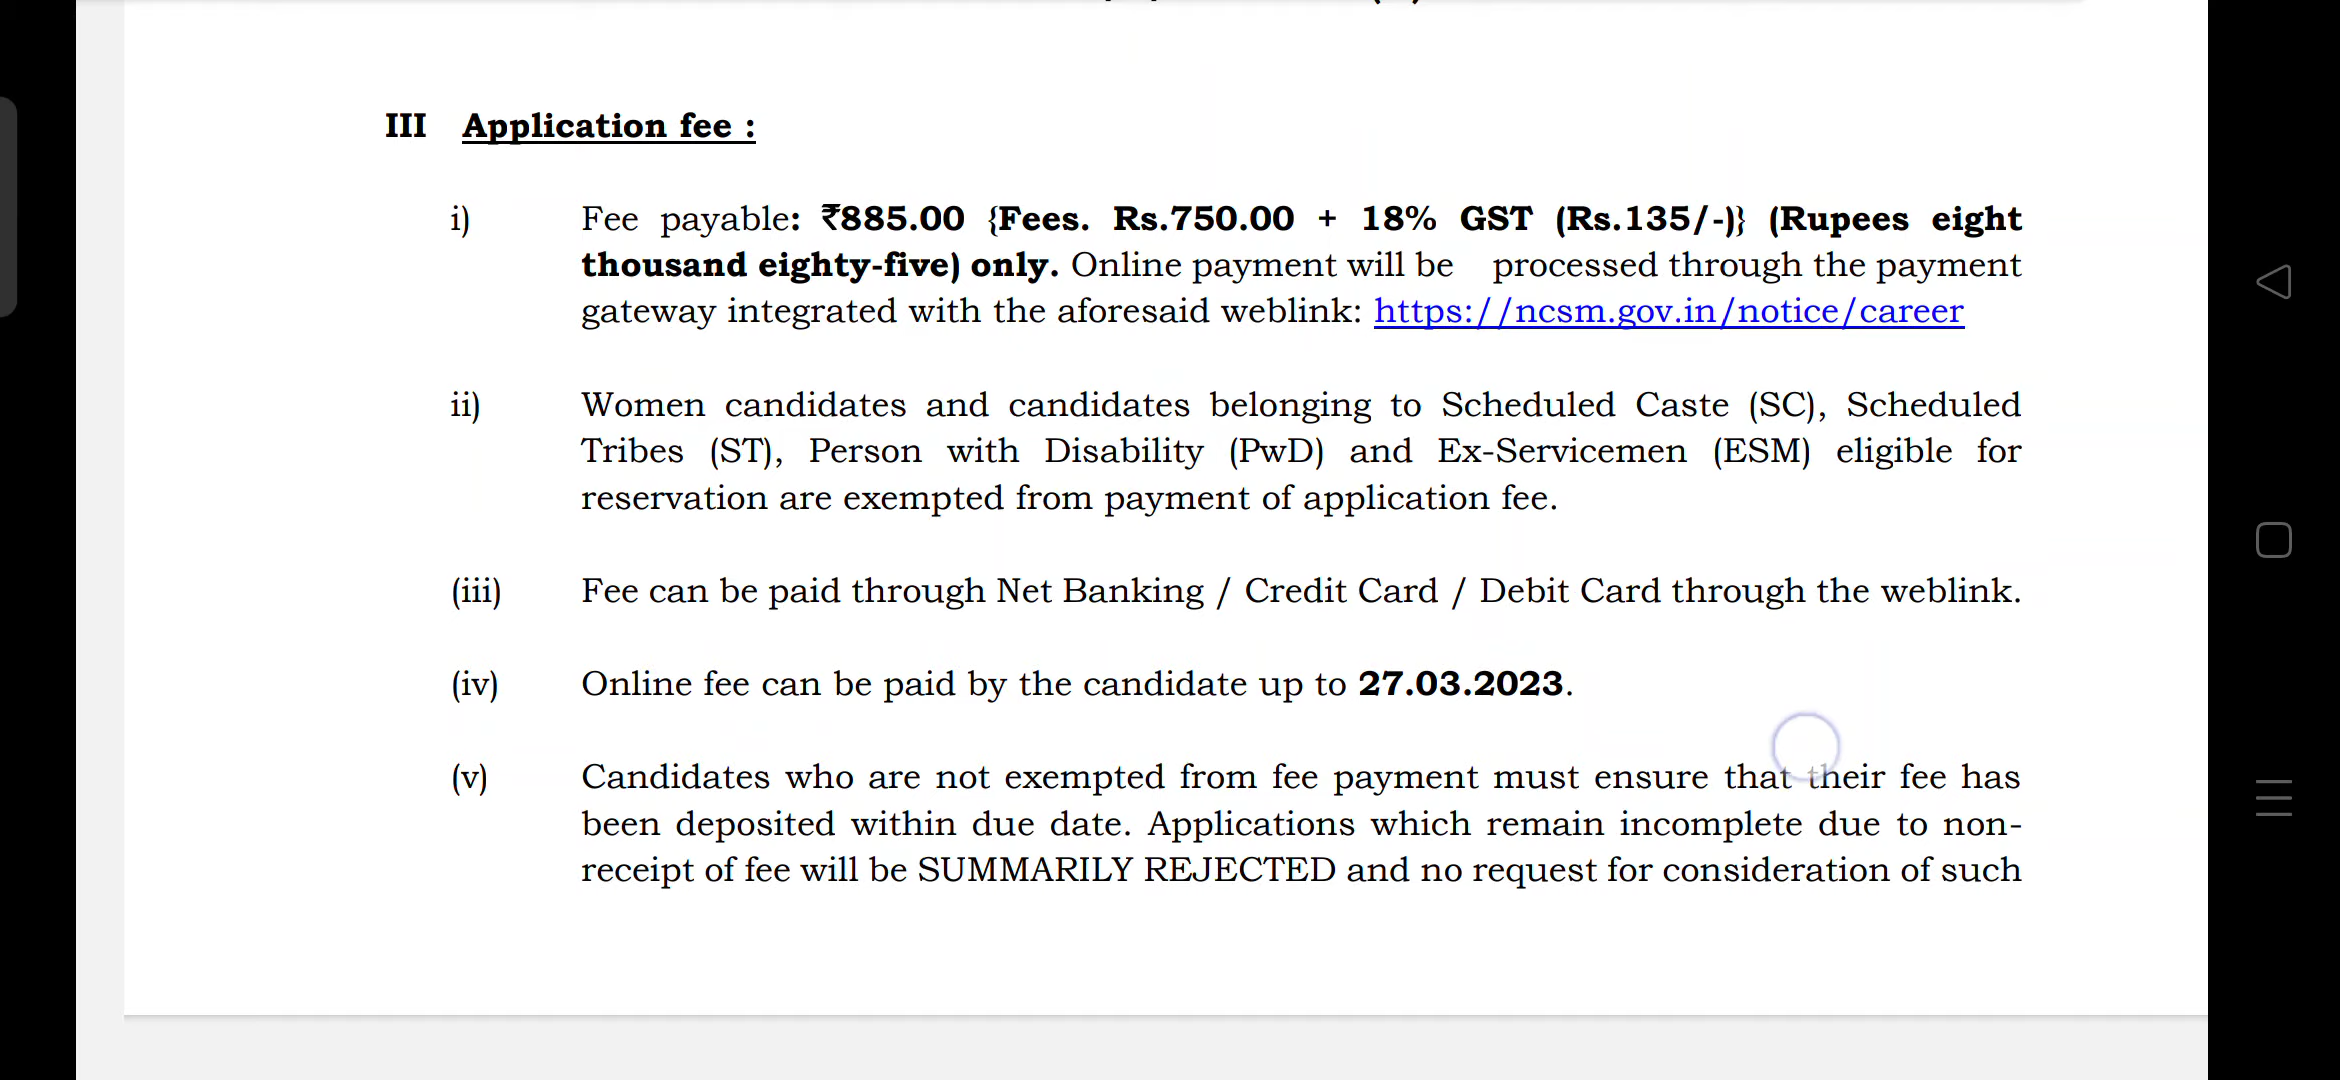 III Application fee :
i) Fee payable: ₹885.00 {Fees. Rs.750.00 + 18% GST (Rs.135/-)} (Rupees eight
thousand eighty-five) only. Online payment will be processed through the payment
gateway integrated with the aforesaid weblink: https://ncsm.gov.in/notice/career
ii) Women candidates and candidates belonging to Scheduled Caste (SC), Scheduled
Tribes (ST), Person with Disability (PwD) and Ex-Servicemen (ESM) eligible for
reservation are exempted from payment of application fee.
(iii) Fee can be paid through Net Banking / Credit Card / Debit Card through the weblink.
(iv) Online fee can be paid by the candidate up to 27.03.2023.
(v) Candidates who are not exempted from fee payment must ensure that their fee has
been deposited within due date. Applications which remain incomplete due to non-
receipt of fee will be SUMMARILY REJECTED and no request for consideration of such